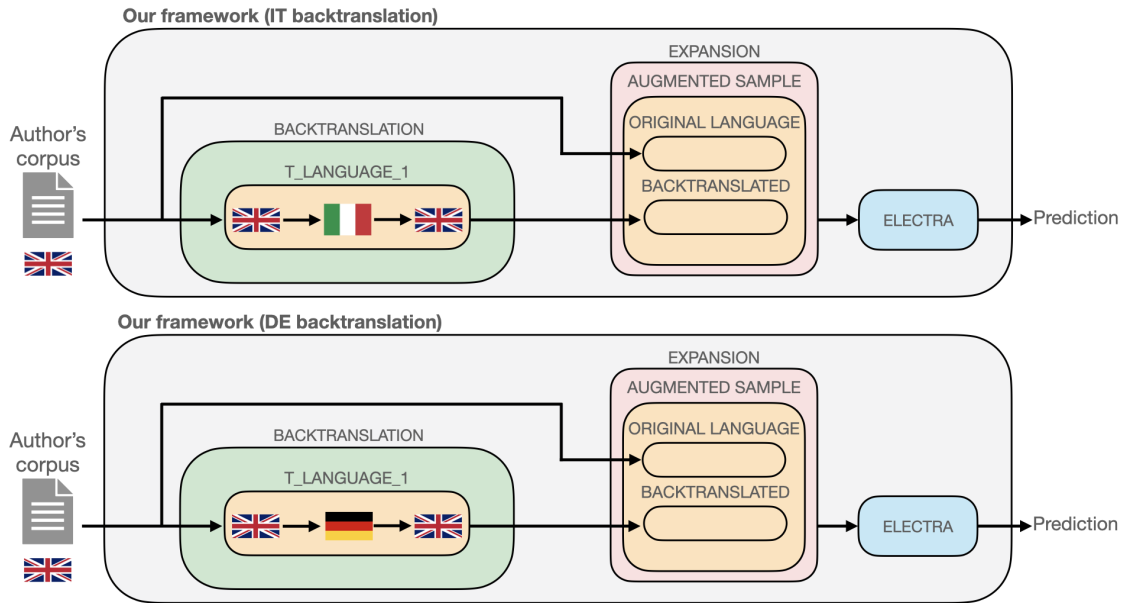 Our framework (IT backtranslation)
EXPANSION
AUGMENTED SAMPLE
ORIGINAL LANGUAGE
BACKTRANSLATED
BACKTRANSLATION
T_LANGUAGE_1
Author's
corpus
ELECTRA
Prediction
Our framework (DE backtranslation)
EXPANSION
AUGMENTED SAMPLE
ORIGINAL LANGUAGE
BACKTRANSLATED
BACKTRANSLATION
T_LANGUAGE_1
Author's
corpus
ELECTRA
Prediction